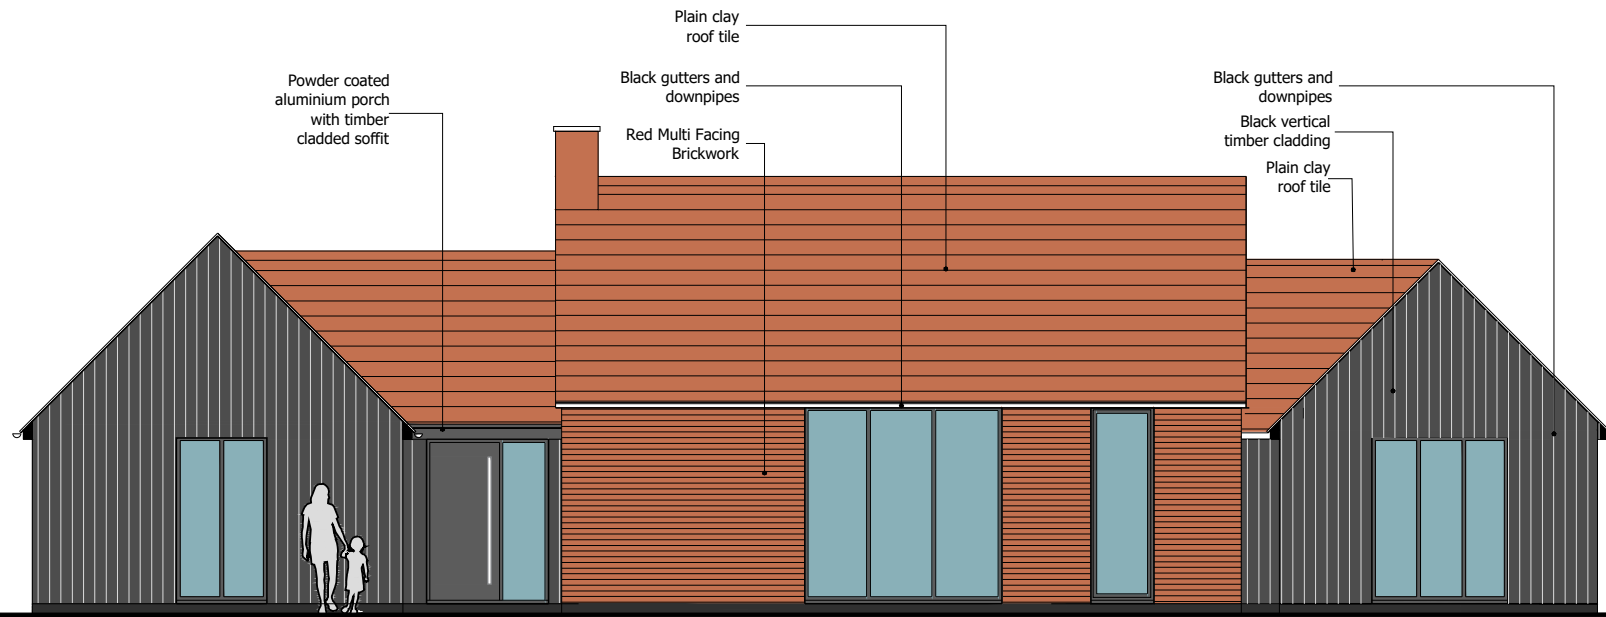 Plain clay
roof tile
Powder coated
aluminium porch
with timber
cladded soffit
Black gutters and
downpipes
Red Multi Facing
Brickwork
Black gutters and
downpipes
Black vertical
timber cladding
Plain clay
roof tile